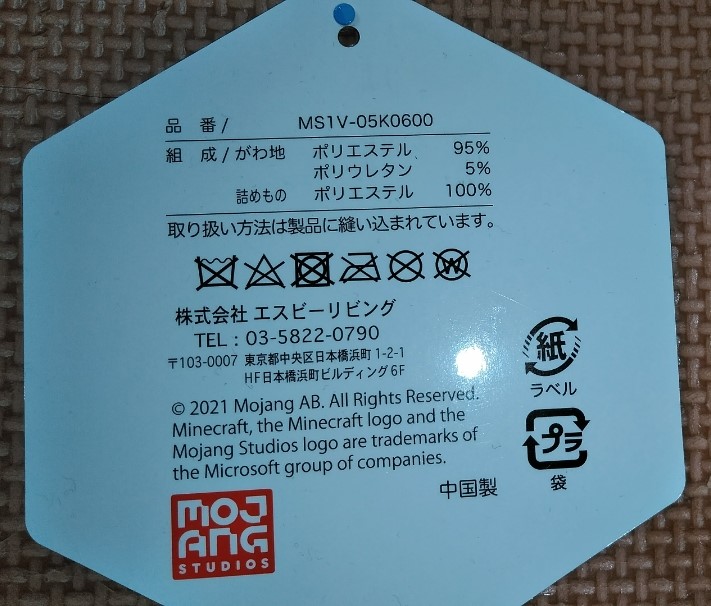 品 番 / MS1V-05K0600
組 成 / がわ地 ポリエステル 95%
ポリウレタン 5%
詰めもの ポリエステル 100%
取り扱い方法は製品に縫い込まれています。
W
株式会社 エスビーリビング
TEL : 03-5822-0790
〒103-0007 東京都中央区日本橋浜町 1-2-1
HF日本橋浜町ビルディング 6F
© 2021 Mojang AB. All Rights Reserved.
Minecraft, the Minecraft logo and the
Mojang Studios logo are trademarks of
the Microsoft group of companies.
紙
ラベル
プラ
袋
中国製
MOJ
ANG
STUDIOS